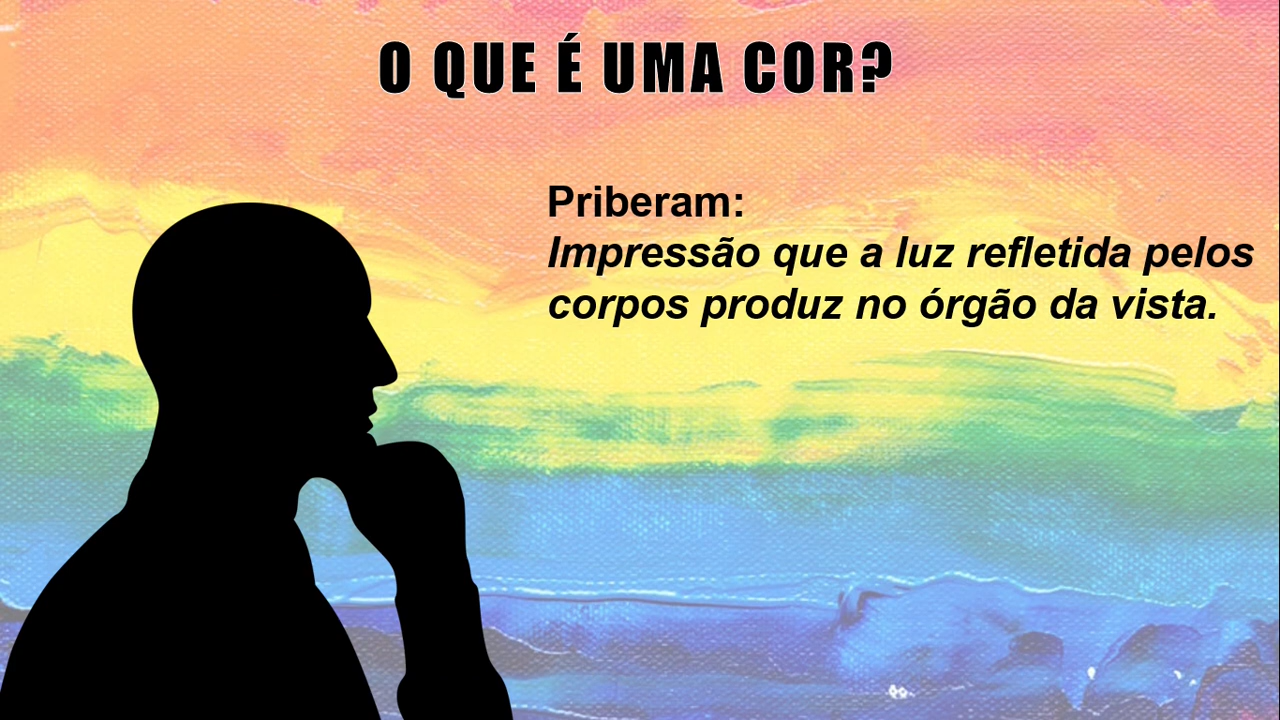 O QUE É UMA COR?
Priberam:
Impressão que a luz refletida pelos
corpos produz no órgão da vista.